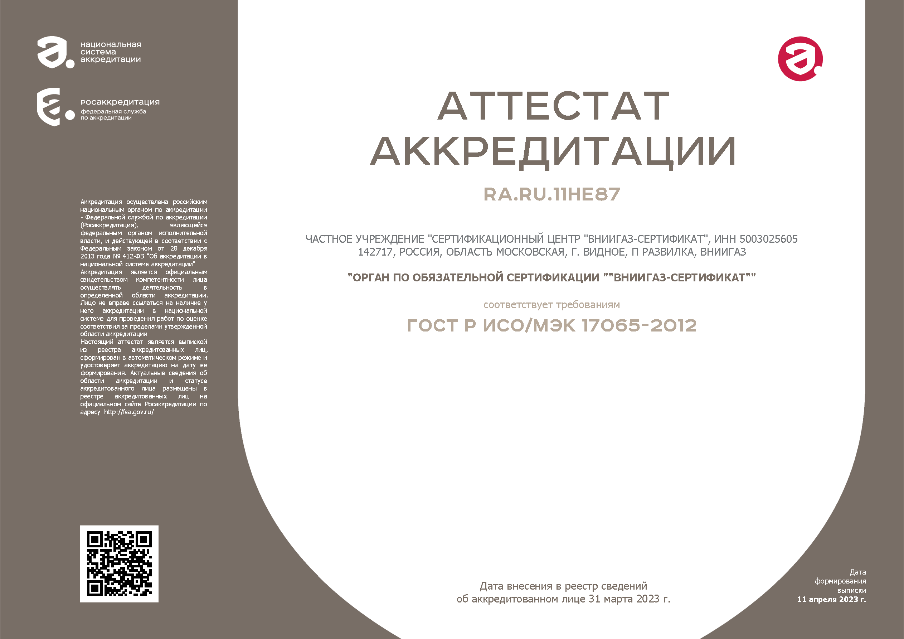 национальная
система
аккредитации
росаккредитация
федеральная служба
по аккредитации
АТТЕСТАТ
АККРЕДИТАЦИИ
RA.RU.11НЕ87
ЧАСТНОЕ УЧРЕЖДЕНИЕ "СЕРТИФИКАЦИОННЫЙ ЦЕНТР "ВНИИГАЗ-СЕРТИФИКАТ", ИНН 5003025605
142717, РОССИЯ, ОБЛАСТЬ МОСКОВСКАЯ, Г. ВИДНОЕ, П РАЗВИЛКА, ВНИИГАЗ
"ОРГАН ПО ОБЯЗАТЕЛЬНОЙ СЕРТИФИКАЦИИ ""ВНИИГАЗ-СЕРТИФИКАТ""
соответствует требованиям
ГОСТ Р ИСО/МЭК 17065-2012
Аккредитация осуществлена российским
национальным органом по аккредитации
- Федеральной службой по аккредитации
(Росаккредитация), являющейся
федеральным органом исполнительной
власти, и действующей в соответствии с
Федеральным законом от 28 декабря
2013 года № 412-ФЗ "Об аккредитации в
национальной системе аккредитации"
Аккредитация является официальным
свидетельством компетентности лица
осуществлять деятельность в
определенной области аккредитации.
Лицо не вправе ссылаться на наличие у
него аккредитации в национальной
системе для проведения работ по оценке
соответствия за пределами утвержденной
области аккредитации
Настоящий аттестат является выпиской
из реестра аккредитованных лиц,
сформирован в автоматическом режиме и
удостоверяет аккредитацию на дату ее
формирования. Актуальные сведения об
области аккредитации и статусе
аккредитованного лица размещены в
реестре аккредитованных лиц на
официальном сайте Росаккредитации по
адресу http://fsa.gov.ru/
Дата внесения в реестр сведений
об аккредитованном лице 31 марта 2023 г.
Дата
формирования
выписки
11 апреля 2023 г.